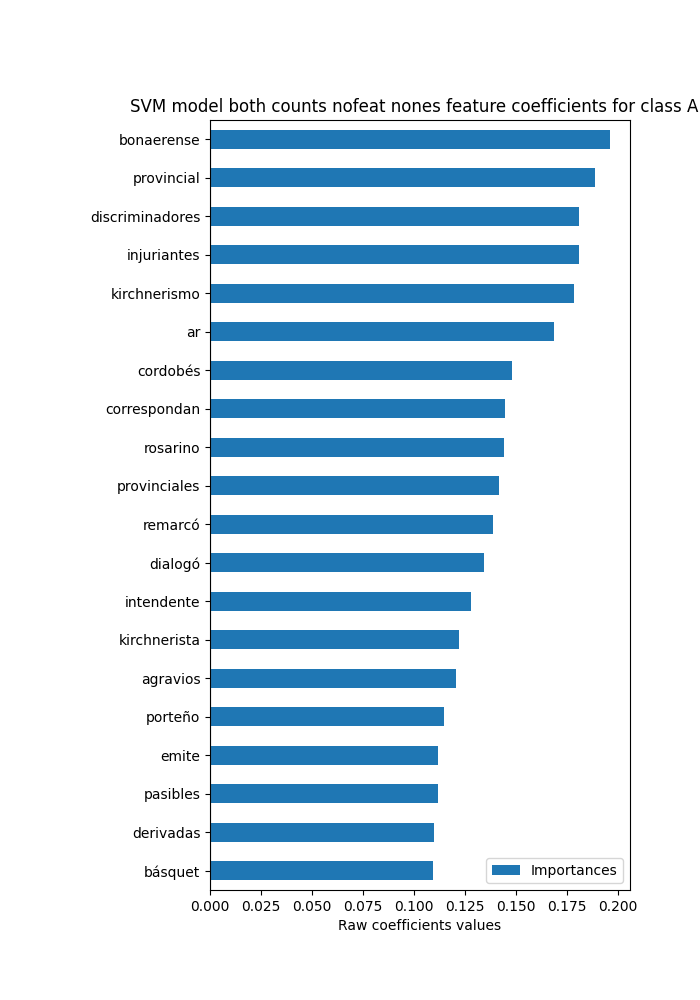 SVM model both counts nofeat nones feature coefficients for class A
bonaerense
provincial
discriminadores
injuriantes
kirchnerismo
ar
cordobés
correspondan
rosarino
provinciales
remarcó
dialogó
intendente
kirchnerista
agravios
porteño
emite
pasibles
derivadas
básquet
Importances
0.000 0.025 0.050 0.075 0.100 0.125 0.150 0.175 0.200
Raw coefficients values